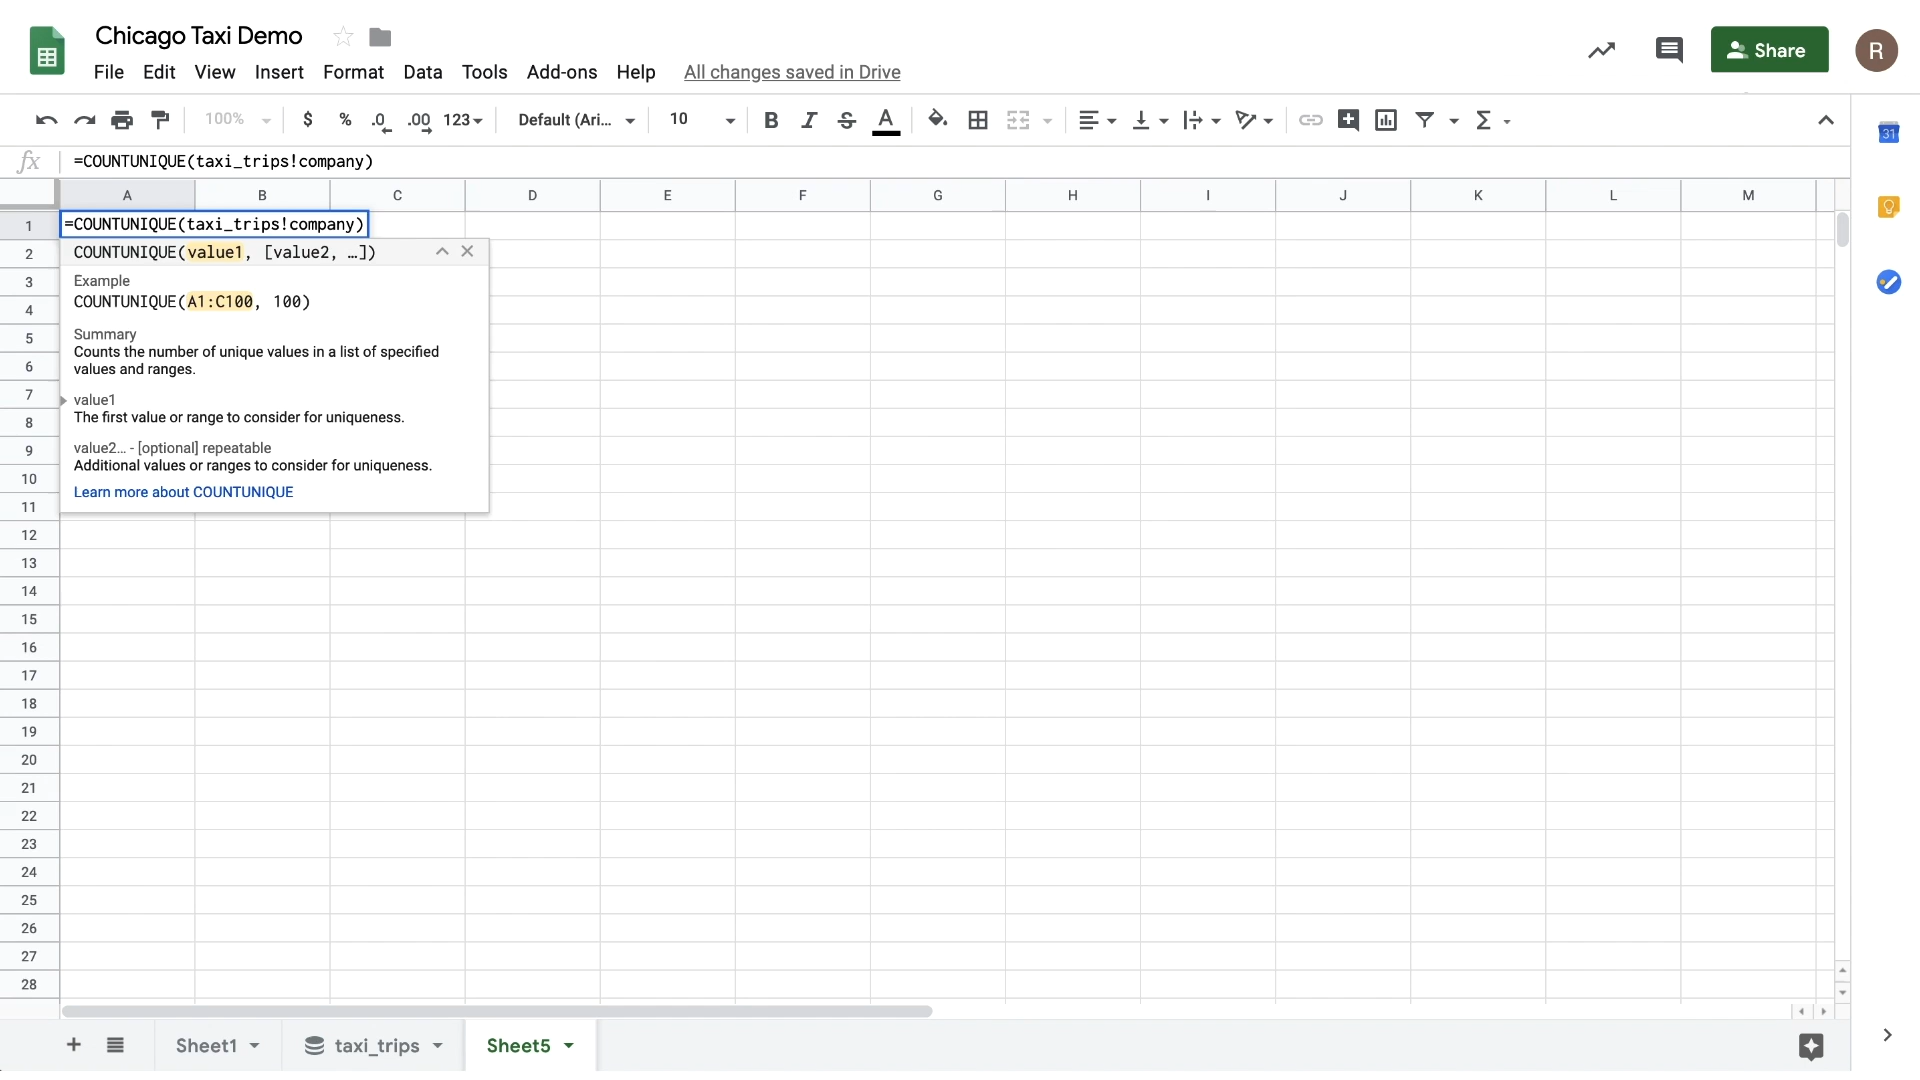 Chicago Taxi Demo
File Edit View Insert Format Data Tools Add-ons Help All changes saved in Drive
Share
R
100% $ % .0 .00 123 Default (Ari... 10 B I S A Σ
31
fx =COUNTUNIQUE(taxi_trips!company)
A B C D E F G H I J K L M
1 =COUNTUNIQUE(taxi_trips!company)
2 COUNTUNIQUE(value1, [value2, …])
3 Example
COUNTUNIQUE(A1:C100, 100)
4
5 Summary
Counts the number of unique values in a list of specified
6 values and ranges.
7 value1
8 The first value or range to consider for uniqueness.
9 value2… - [optional] repeatable
Additional values or ranges to consider for uniqueness.
10
Learn more about COUNTUNIQUE
11
12
13
14
15
16
17
18
19
20
21
22
23
24
25
26
27
28
Sheet1 taxi_trips Sheet5